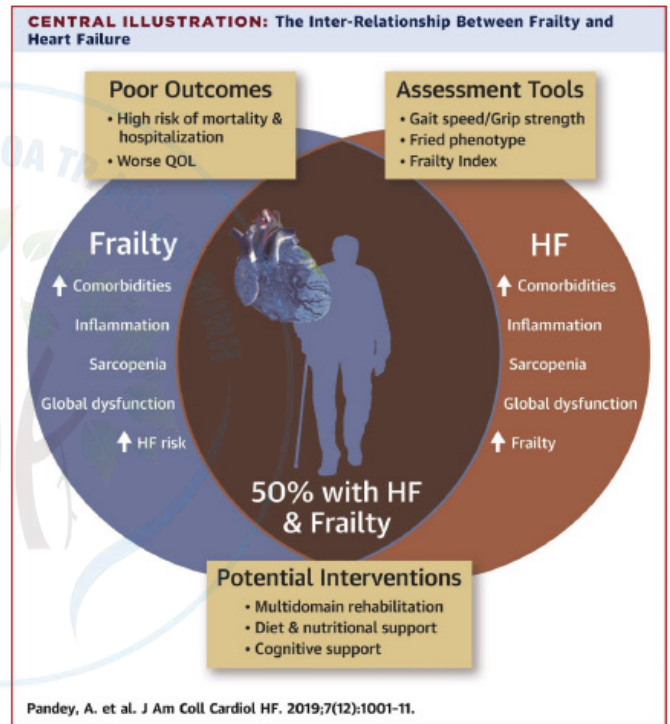 CENTRAL ILLUSTRATION: The Inter-Relationship Between Frailty and
Heart Failure
Poor Outcomes
• High risk of mortality &
hospitalization
• Worse QOL
Assessment Tools
• Gait speed/Grip strength
• Fried phenotype
• Frailty Index
Frailty
↑ Comorbidities
Inflammation
Sarcopenia
Global dysfunction
↑ HF risk
HF
↑ Comorbidities
Inflammation
Sarcopenia
Global dysfunction
↑ Frailty
50% with HF
& Frailty
Potential Interventions
• Multidomain rehabilitation
• Diet & nutritional support
• Cognitive support
Pandey, A. et al. J Am Coll Cardiol HF. 2019;7(12):1001-11.